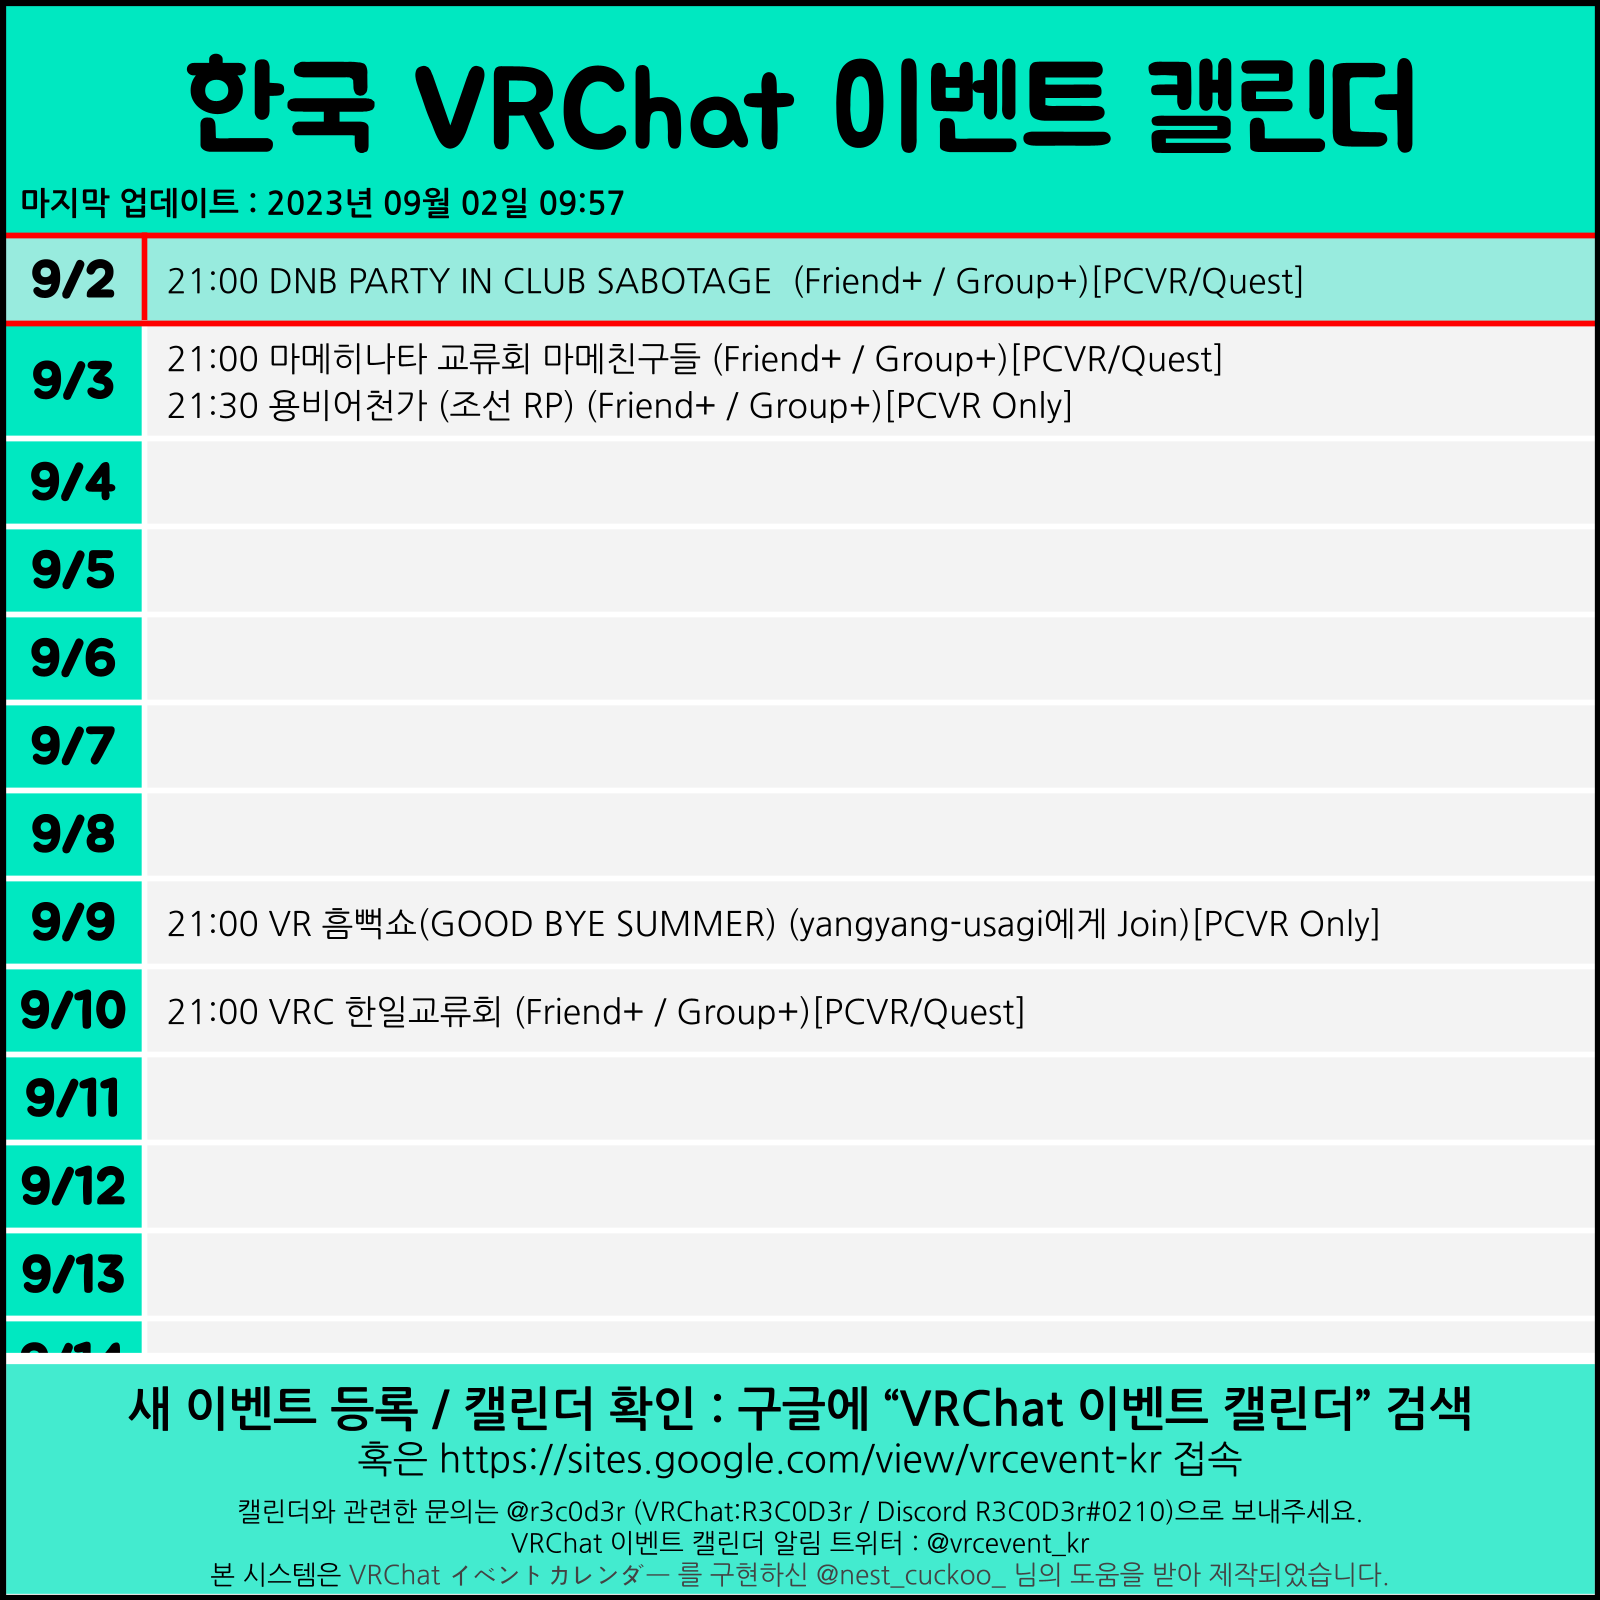 한국 VRChat 이벤트 캘린더
마지막 업데이트 : 2023년 09월 02일 09:57
9/2
21:00 DNB PARTY IN CLUB SABOTAGE (Friend+ / Group+)[PCVR/Quest]
9/3
21:00 마메히나타 교류회 마메친구들 (Friend+ / Group+)[PCVR/Quest]
21:30 용비어천가 (조선 RP) (Friend+ / Group+)[PCVR Only]
9/4
9/5
9/6
9/7
9/8
9/9
21:00 VR 흠뻑쇼(GOOD BYE SUMMER) (yangyang-usagi에게 Join)[PCVR Only]
9/10
21:00 VRC 한일교류회 (Friend+ / Group+)[PCVR/Quest]
9/11
9/12
9/13
9/14
새 이벤트 등록 / 캘린더 확인 : 구글에 “VRChat 이벤트 캘린더” 검색
혹은 https://sites.google.com/view/vrcevent-kr 접속
캘린더와 관련한 문의는 @r3c0d3r (VRChat:R3C0D3r / Discord R3C0D3r#0210)으로 보내주세요.
VRChat 이벤트 캘린더 알림 트위터 : @vrcevent_kr
본 시스템은 VRChat イベントカレンダー 를 구현하신 @nest_cuckoo_ 님의 도움을 받아 제작되었습니다.